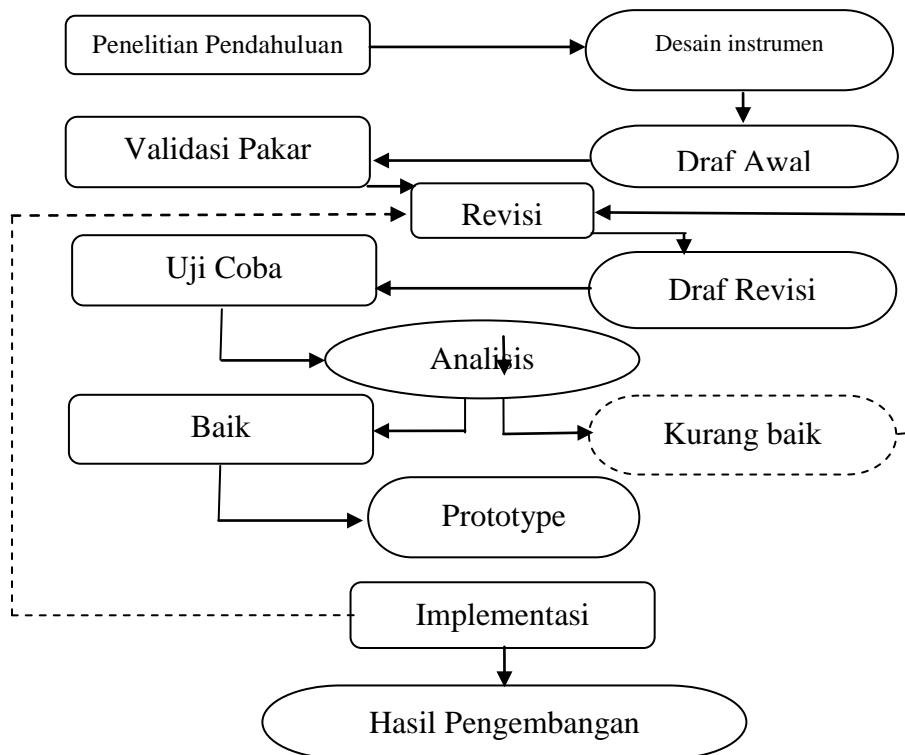 Penelitian Pendahuluan
Desain instrumen
Validasi Pakar
Draf Awal
Revisi
Uji Coba
Draf Revisi
Analisis
Baik
Kurang baik
Prototype
Implementasi
Hasil Pengembangan